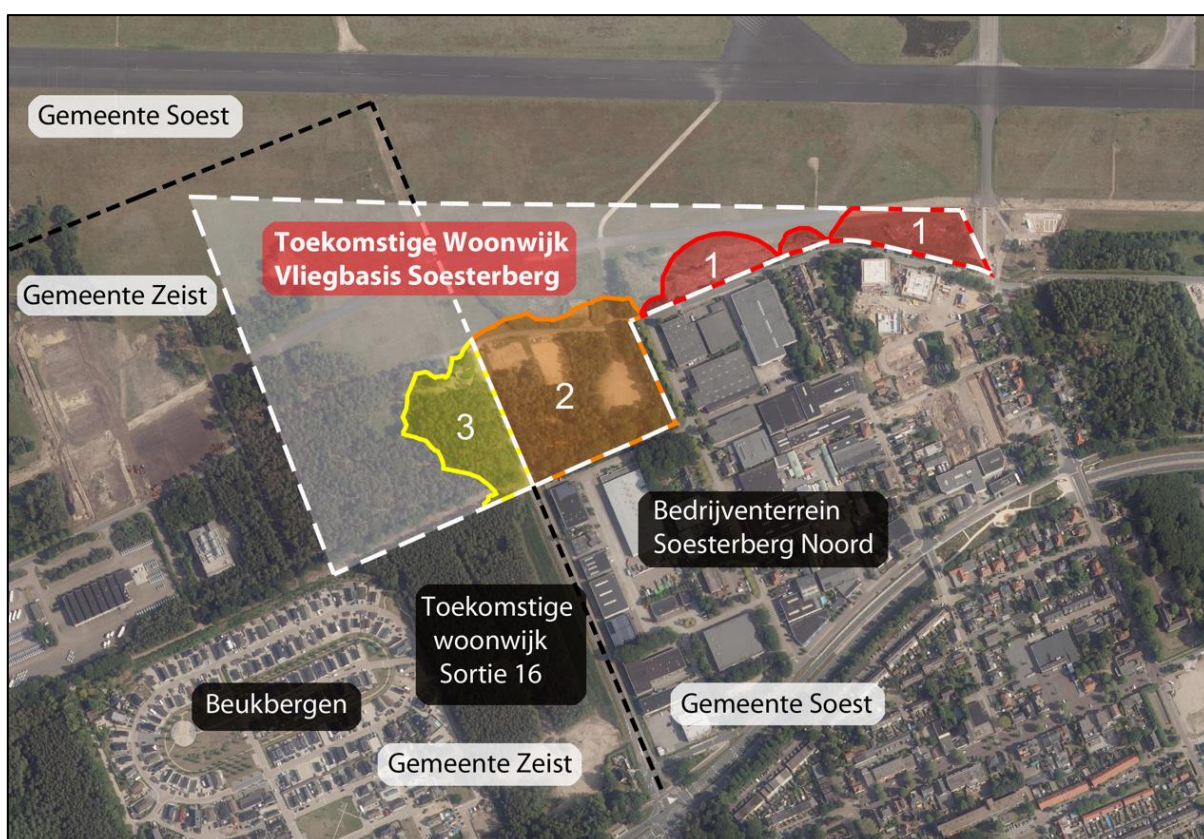 Gemeente Soest
Toekomstige Woonwijk
Vliegbasis Soesterberg
1
1
Gemeente Zeist
2
3
Bedrijventerrein
Soesterberg Noord
Toekomstige
woonwijk
Sortie 16
Beukbergen
Gemeente Soest
Gemeente Zeist